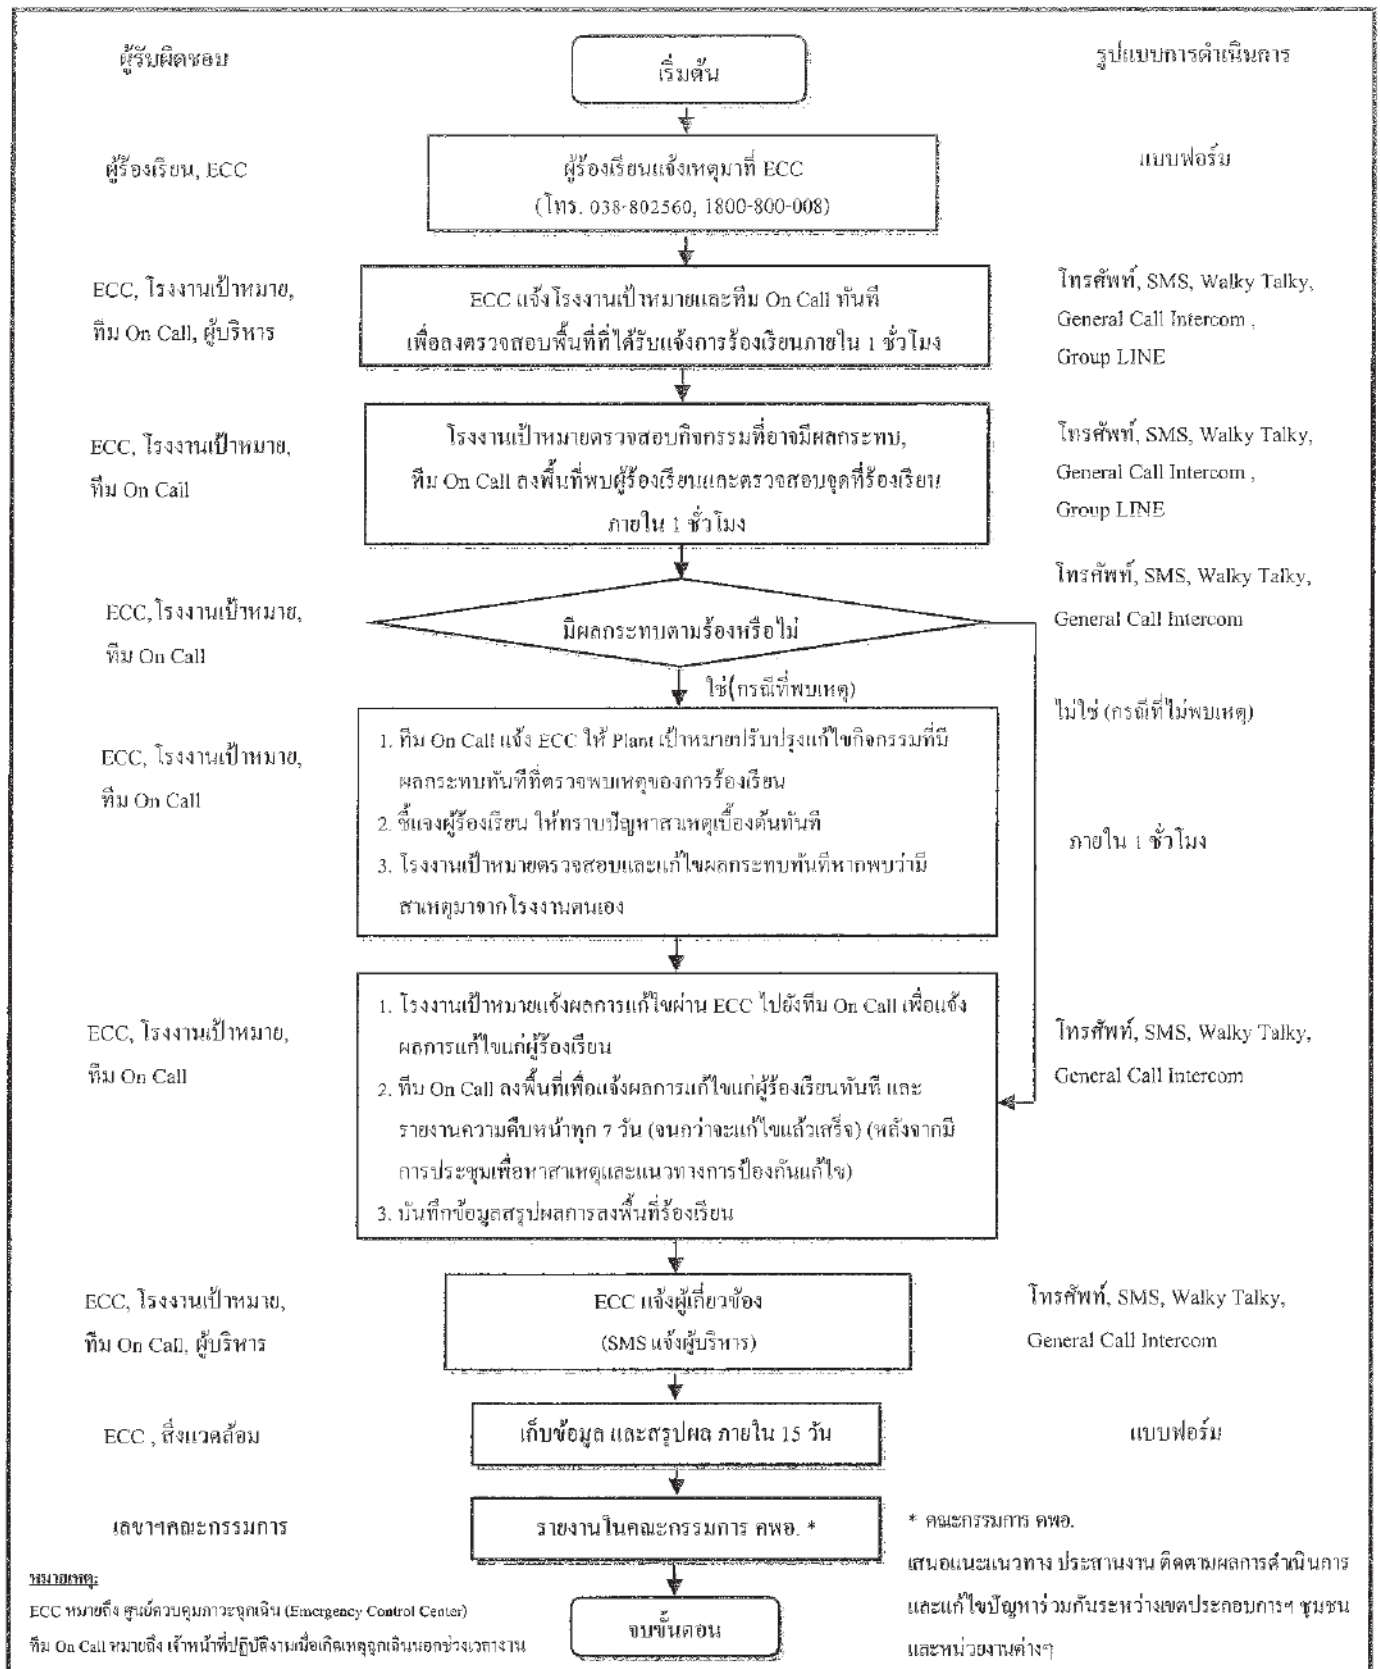 ผู้รับผิดชอบ
เริ่มต้น
รูปแบบการดำเนินการ
ผู้ร้องเรียน, ECC
ผู้ร้องเรียนแจ้งเหตุมาที่ ECC
(โทร. 038-802560, 1800-800-008)
แบบฟอร์ม
ECC, โรงงานเป้าหมาย,
ทีม On Call, ผู้บริหาร
ECC แจ้งโรงงานเป้าหมายและทีม On Call ทันที
เพื่อลงตรวจสอบพื้นที่ที่ได้รับแจ้งการร้องเรียนภายใน 1 ชั่วโมง
โทรศัพท์, SMS, Walky Talky,
General Call Intercom ,
Group LINE
ECC, โรงงานเป้าหมาย,
ทีม On Call
โรงงานเป้าหมายตรวจสอบกิจกรรมที่อาจมีผลกระทบ,
ทีม On Call ลงพื้นที่พบผู้ร้องเรียนและตรวจสอบจุดที่ร้องเรียน
ภายใน 1 ชั่วโมง
โทรศัพท์, SMS, Walky Talky,
General Call Intercom ,
Group LINE
ECC,โรงงานเป้าหมาย,
ทีม On Call
มีผลกระทบตามร้องหรือไม่
โทรศัพท์, SMS, Walky Talky,
General Call Intercom
ใช่(กรณีที่พบเหตุ)
ไม่ใช่ (กรณีที่ไม่พบเหตุ)
ECC, โรงงานเป้าหมาย,
ทีม On Call
1. ทีม On Call แจ้ง ECC ให้ Plant เป้าหมายปรับปรุงแก้ไขกิจกรรมที่มี
ผลกระทบทันทีที่ตรวจพบเหตุของการร้องเรียน
2. ชี้แจงผู้ร้องเรียน ให้ทราบปัญหาสาเหตุเบื้องต้นทันที
3. โรงงานเป้าหมายตรวจสอบและแก้ไขผลกระทบทันทีหากพบว่ามี
สาเหตุมาจากโรงงานตนเอง
ภายใน 1 ชั่วโมง
ECC, โรงงานเป้าหมาย,
ทีม On Call
1. โรงงานเป้าหมายแจ้งผลการแก้ไขผ่าน ECC ไปยังทีม On Call เพื่อแจ้ง
ผลการแก้ไขแก่ผู้ร้องเรียน
2. ทีม On Call ลงพื้นที่เพื่อแจ้งผลการแก้ไขแก่ผู้ร้องเรียนทันที และ
รายงานความคืบหน้าทุก 7 วัน (จนกว่าจะแก้ไขแล้วเสร็จ) (หลังจากมี
การประชุมเพื่อหาสาเหตุและแนวทางการป้องกันแก้ไข)
3. บันทึกข้อมูลสรุปผลการลงพื้นที่ร้องเรียน
โทรศัพท์, SMS, Walky Talky,
General Call Intercom
ECC, โรงงานเป้าหมาย,
ทีม On Call, ผู้บริหาร
ECC แจ้งผู้เกี่ยวข้อง
(SMS แจ้งผู้บริหาร)
โทรศัพท์, SMS, Walky Talky,
General Call Intercom
ECC , สิ่งแวดล้อม
เก็บข้อมูล และสรุปผล ภายใน 15 วัน
แบบฟอร์ม
เลขาฯคณะกรรมการ
รายงานในคณะกรรมการ คพอ. *
* คณะกรรมการ คพอ.
เสนอแนะแนวทาง ประสานงาน ติดตามผลการดำเนินการ
และแก้ไขปัญหาร่วมกันระหว่างเขตประกอบการฯ ชุมชน
และหน่วยงานต่างๆ
หมายเหตุ:
ECC หมายถึง ศูนย์ควบคุมภาวะฉุกเฉิน (Emergency Control Center)
ทีม On Call หมายถึง เจ้าหน้าที่ปฏิบัติงานเมื่อเกิดเหตุฉุกเฉินนอกช่วงเวลางาน
จบขั้นตอน